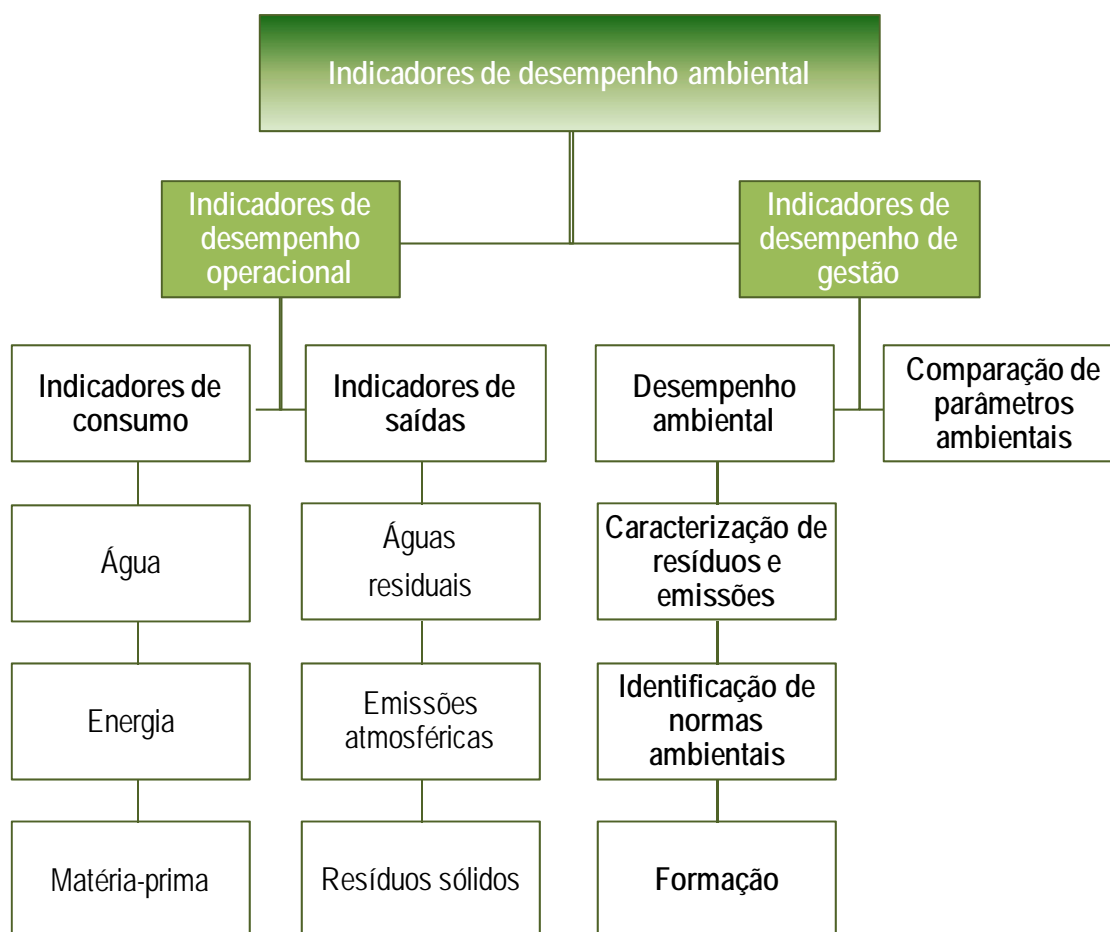 Indicadores de desempenho ambiental
Indicadores de
desempenho
operacional
Indicadores de
desempenho de
gestão
Indicadores de
consumo
Indicadores de
saídas
Desempenho
ambiental
Comparação de
parâmetros
ambientais
Água
Águas
residuais
Caracterização de
resíduos e
emissões
Energia
Emissões
atmosféricas
Identificação de
normas
ambientais
Matéria-prima
Resíduos sólidos
Formação